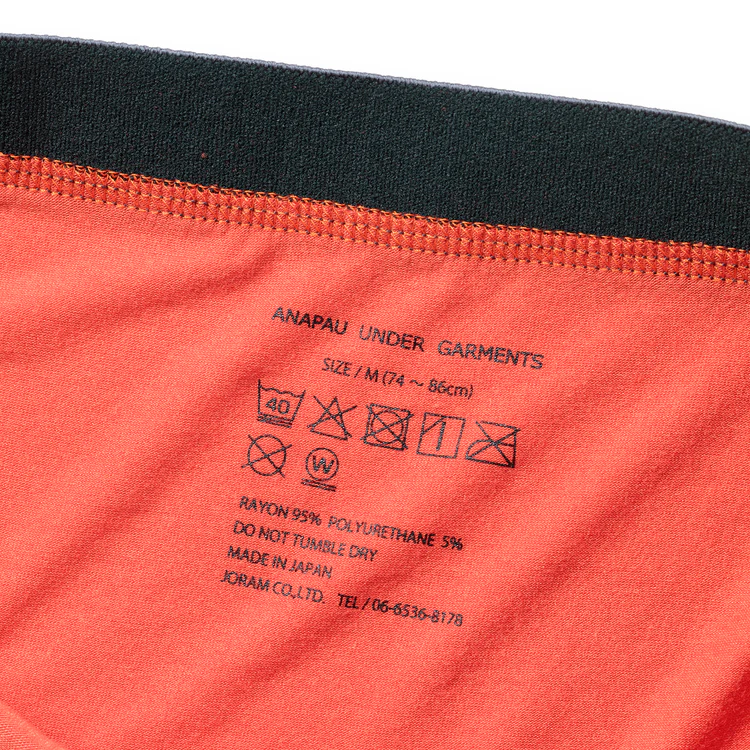 ANAPAU UNDER GARMENTS
SIZE / M (74 ～ 86cm)
40
W
RAYON 95% POLYURETHANE 5%
DO NOT TUMBLE DRY
MADE IN JAPAN
JORAM CO.,LTD. TEL / 06-6536-8178